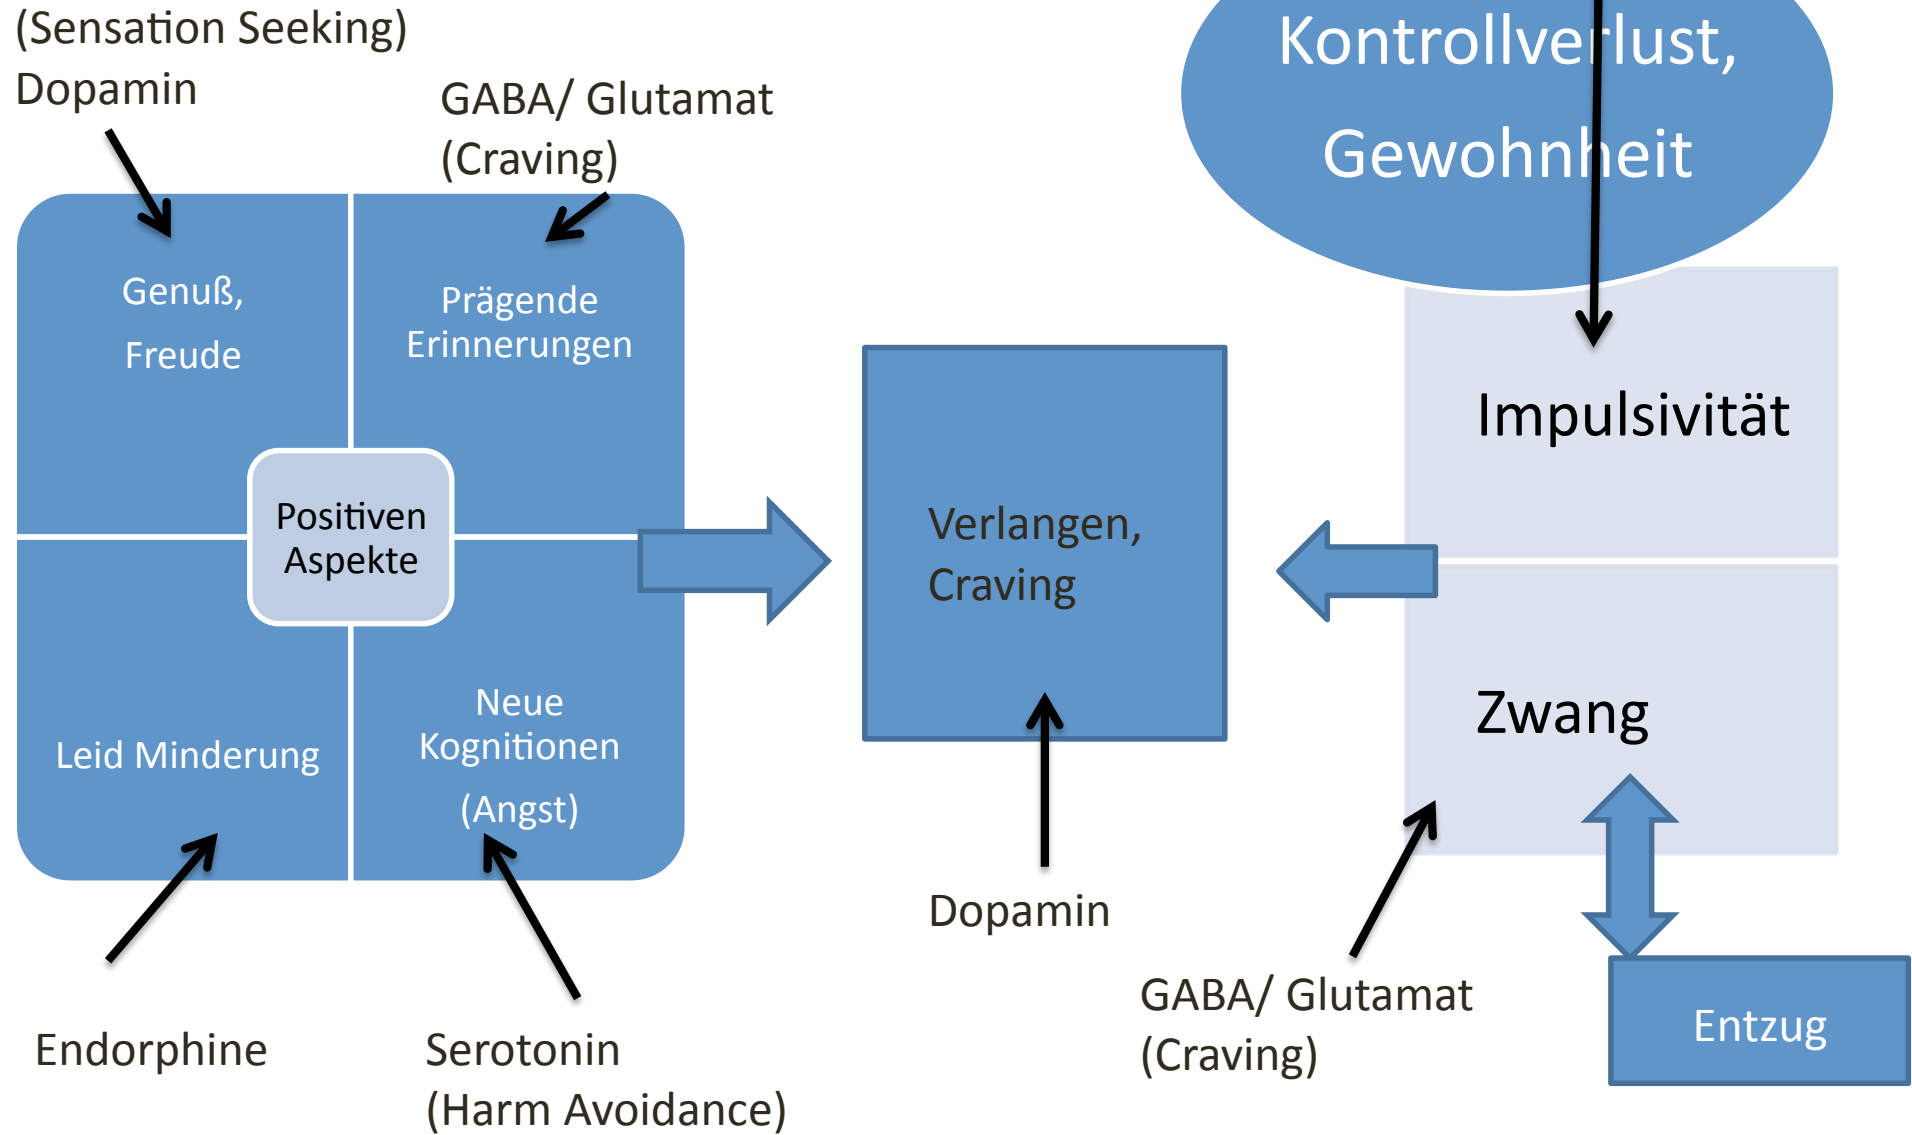 (Sensation Seeking)
Dopamin
GABA/ Glutamat
(Craving)
Kontrollverlust,
Gewohnheit
Genuß,
Freude
Prägende
Erinnerungen
Positiven
Aspekte
Leid Minderung
Neue
Kognitionen
(Angst)
Verlangen,
Craving
Impulsivität
Zwang
Dopamin
Endorphine
Serotonin
(Harm Avoidance)
GABA/ Glutamat
(Craving)
Entzug